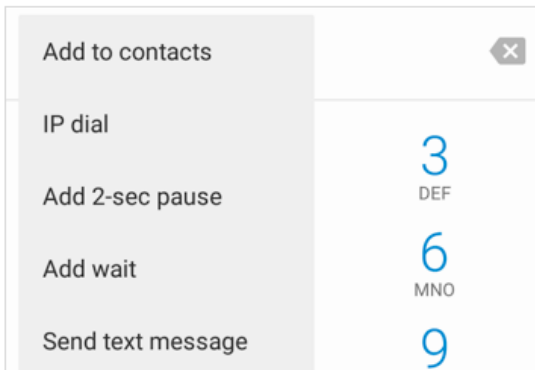 Add to contacts
IP dial
Add 2-sec pause
Add wait
Send text message
3
DEF
6
MNO
9